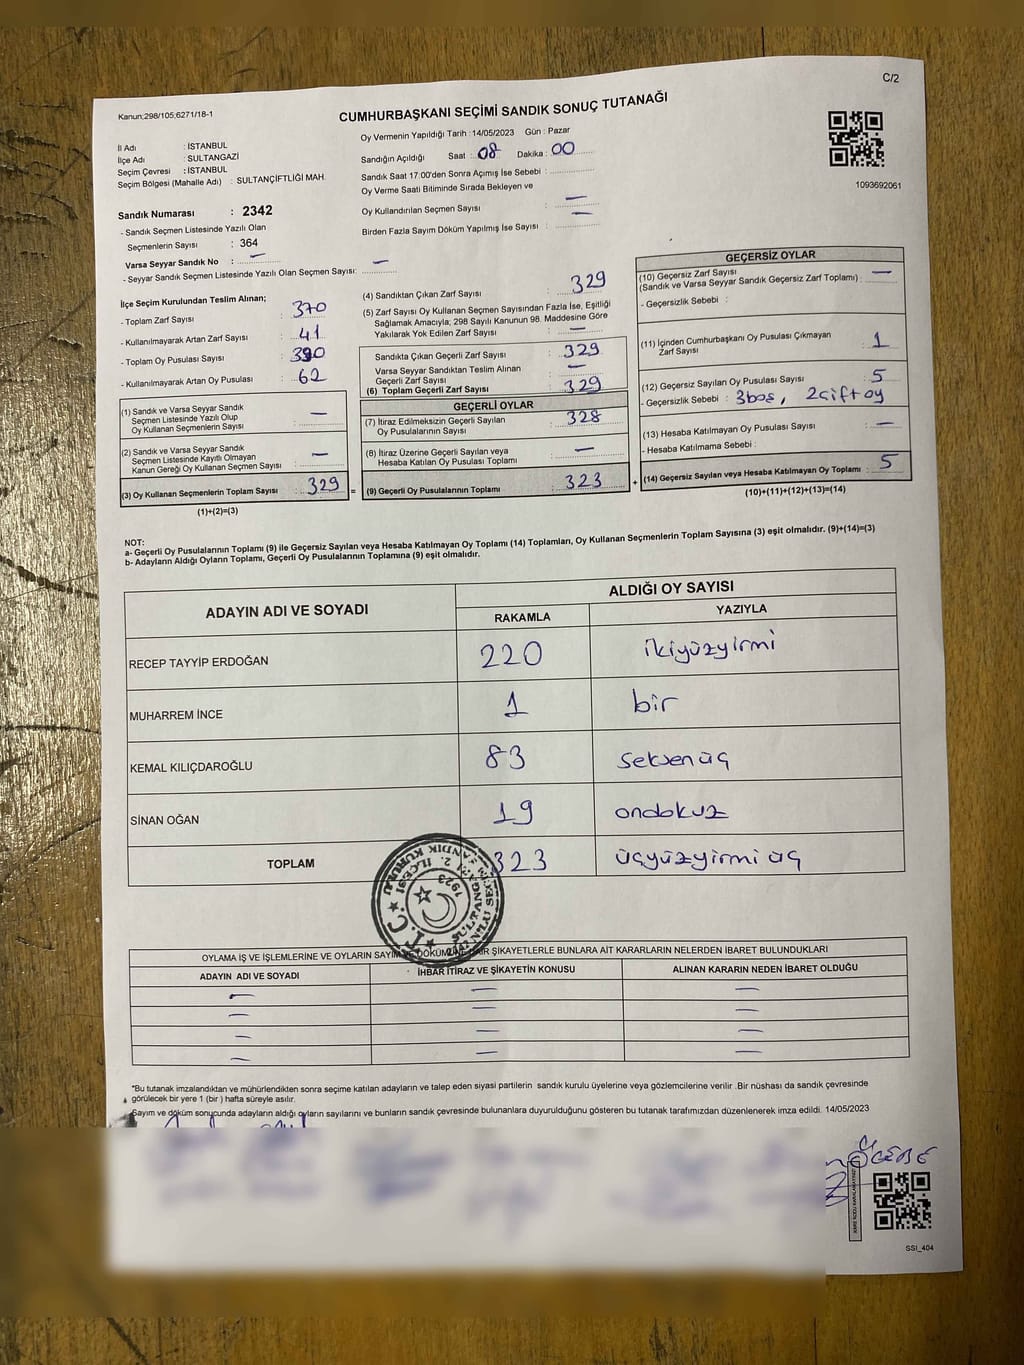 C/2
Kanun;298/105;6271/18-1
CUMHURBAŞKANI SEÇİMİ SANDIK SONUÇ TUTANAĞI
Oy Vermenin Yapıldığı Tarih : 14/05/2023 Gün : Pazar
İl Adı : İSTANBUL
İlçe Adı : SULTANGAZİ
Seçim Çevresi : İSTANBUL
Seçim Bölgesi (Mahalle Adı) : SULTANÇİFTLİĞİ MAH.
Sandığın Açıldığı Saat : 08 Dakika : 00
Sandık Saat 17:00'den Sonra Açımış İse Sebebi :
Oy Verme Saati Bitiminde Sırada Bekleyen ve
Oy Kullandırılan Seçmen Sayısı : —
Birden Fazla Sayım Döküm Yapılmış İse Sayısı : —
1093692061
Sandık Numarası : 2342
- Sandık Seçmen Listesinde Yazılı Olan
Seçmenlerin Sayısı : 364
Varsa Seyyar Sandık No : —
- Seyyar Sandık Seçmen Listesinde Yazılı Olan Seçmen Sayısı: —
İlçe Seçim Kurulundan Teslim Alınan;
- Toplam Zarf Sayısı : 370
- Kullanılmayarak Artan Zarf Sayısı : 41
- Toplam Oy Pusulası Sayısı : 390
- Kullanılmayarak Artan Oy Pusulası : 62
(1) Sandık ve Varsa Seyyar Sandık
Seçmen Listesinde Yazılı Olup
Oy Kullanan Seçmenlerin Sayısı : —
(2) Sandık ve Varsa Seyyar Sandık
Seçmen Listesinde Kayıtlı Olmayan
Kanun Gereği Oy Kullanan Seçmen Sayısı : —
(3) Oy Kullanan Seçmenlerin Toplam Sayısı : 329 =
(1)+(2)=(3)
(4) Sandıktan Çıkan Zarf Sayısı : 329
(5) Zarf Sayısı Oy Kullanan Seçmen Sayısından Fazla İse, Eşitliği
Sağlamak Amacıyla; 298 Sayılı Kanunun 98. Maddesine Göre
Yakılarak Yok Edilen Zarf Sayısı : —
Sandıkta Çıkan Geçerli Zarf Sayısı : 329
Varsa Seyyar Sandıktan Teslim Alınan
Geçerli Zarf Sayısı : —
(6) Toplam Geçerli Zarf Sayısı : 329
GEÇERLİ OYLAR
(7) İtiraz Edilmeksizin Geçerli Sayılan
Oy Pusulalarının Sayısı : 328
(8) İtiraz Üzerine Geçerli Sayılan veya
Hesaba Katılan Oy Pusulası Toplamı : —
(9) Geçerli Oy Pusulalarının Toplamı : 323 +
GEÇERSİZ OYLAR
(10) Geçersiz Zarf Sayısı
(Sandık ve Varsa Seyyar Sandık Geçersiz Zarf Toplamı) : —
- Geçersizlik Sebebi :
(11) İçinden Cumhurbaşkanı Oy Pusulası Çıkmayan
Zarf Sayısı : 1
(12) Geçersiz Sayılan Oy Pusulası Sayısı : 5
- Geçersizlik Sebebi : 3boş, 2çift oy
(13) Hesaba Katılmayan Oy Pusulası Sayısı : —
- Hesaba Katılmama Sebebi :
(14) Geçersiz Sayılan veya Hesaba Katılmayan Oy Toplamı : 5
(10)+(11)+(12)+(13)=(14)
NOT:
a- Geçerli Oy Pusulalarının Toplamı (9) ile Geçersiz Sayılan veya Hesaba Katılmayan Oy Toplamı (14) Toplamları, Oy Kullanan Seçmenlerin Toplam Sayısına (3) eşit olmalıdır. (9)+(14)=(3)
b- Adayların Aldığı Oyların Toplamı, Geçerli Oy Pusulalarının Toplamına (9) eşit olmalıdır.
ADAYIN ADI VE SOYADI
ALDIĞI OY SAYISI
RAKAMLA YAZIYLA
RECEP TAYYİP ERDOĞAN 220 ikiyüzyirmi
MUHARREM İNCE 1 bir
KEMAL KILIÇDAROĞLU 83 seksenüç
SİNAN OĞAN 19 ondokuz
TOPLAM 323 üçyüzyirmi üç
T.C. SULTANGAZİ 2. İLÇESİ SANDIK KURULU 1923
OYLAMA İŞ VE İŞLEMLERİNE VE OYLARIN SAYIM VE DÖKÜMÜNE DAİR ŞİKAYETLERLE BUNLARA AİT KARARLARIN NELERDEN İBARET BULUNDUKLARI
ADAYIN ADI VE SOYADI İHBAR İTİRAZ VE ŞİKAYETİN KONUSU ALINAN KARARIN NEDEN İBARET OLDUĞU
— — —
— — —
— — —
— — —
*Bu tutanak imzalandıktan ve mühürlendikten sonra seçime katılan adayların ve talep eden siyasi partilerin sandık kurulu üyelerine veya gözlemcilerine verilir .Bir nüshası da sandık çevresinde
görülecek bir yere 1 (bir ) hafta süreyle asılır.
Sayım ve döküm sonucunda adayların aldığı oyların sayılarını ve bunların sandık çevresinde bulunanlara duyurulduğunu gösteren bu tutanak tarafımızdan düzenlenerek imza edildi. 14/05/2023
SSI_404